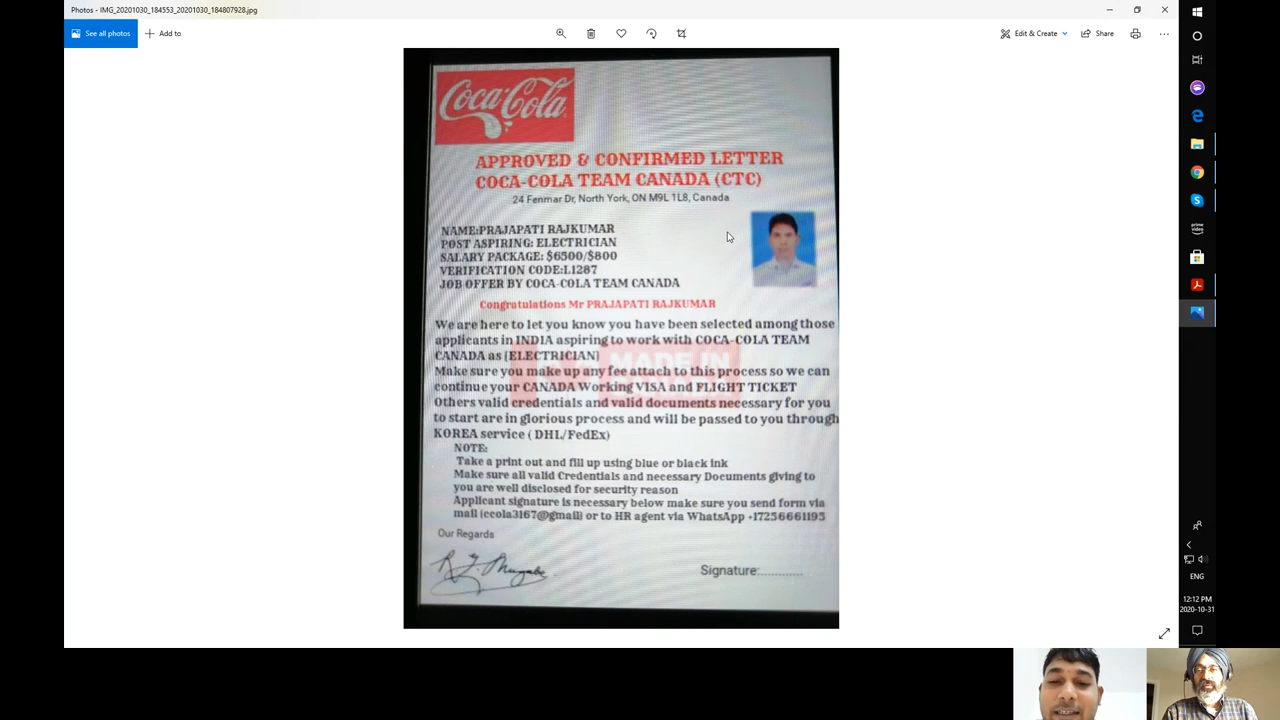 Photos - IMG_20201030_184553_20201030_184807928.jpg
See all photos
Add to
Edit & Create
Share
Coca-Cola
APPROVED & CONFIRMED LETTER
COCA-COLA TEAM CANADA (CTC)
24 Fenmar Dr, North York, ON M9L 1L8, Canada
NAME:PRAJAPATI RAJKUMAR
POST ASPIRING: ELECTRICIAN
SALARY PACKAGE: $6500/$800
VERIFICATION CODE:L1287
JOB OFFER BY COCA-COLA TEAM CANADA
Congratulations Mr PRAJAPATI RAJKUMAR
We are here to let you know you have been selected among those
applicants in INDIA aspiring to work with COCA-COLA TEAM
CANADA as (ELECTRICIAN)
MADE IN
CANADA
Make sure you make up any fee attach to this process so we can
continue your CANADA Working VISA and FLIGHT TICKET
Others valid credentials and valid documents necessary for you
to start are in glorious process and will be passed to you through
KOREA service ( DHL/FedEx)
NOTE:
Take a print out and fill up using blue or black ink
Make sure all valid Credentials and necessary Documents giving to
you are well disclosed for security reason
Applicant signature is necessary below make sure you send form via
mail (ccola3167@gmail) or to HR agent via WhatsApp +17256661193
Our Regards
Signature:............
prime video
ENG
12:12 PM
2020-10-31